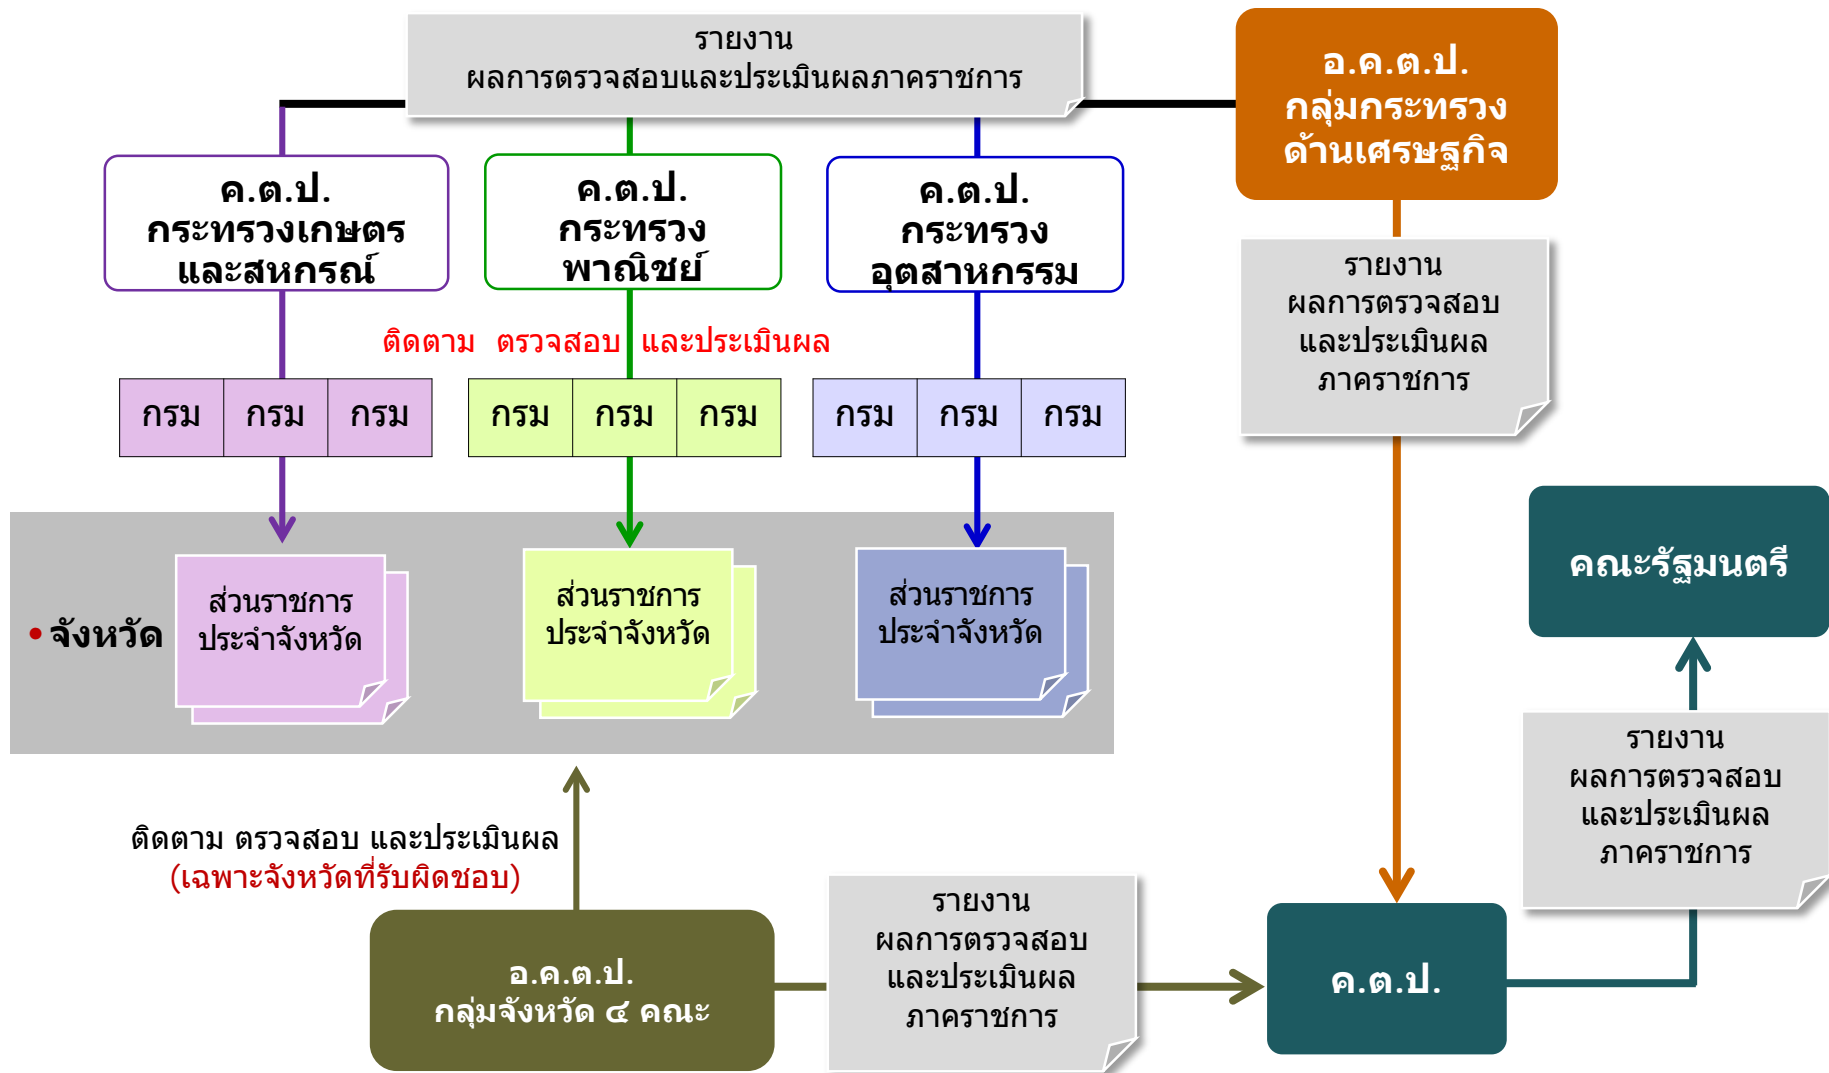 รายงาน
ผลการตรวจสอบและประเมินผลภาคราชการ
อ.ค.ต.ป.
กลุ่มกระทรวง
ด้านเศรษฐกิจ
ค.ต.ป.
กระทรวงเกษตร
และสหกรณ์
ค.ต.ป.
กระทรวง
พาณิชย์
ค.ต.ป.
กระทรวง
อุตสาหกรรม
รายงาน
ผลการตรวจสอบ
และประเมินผล
ภาคราชการ
ติดตาม ตรวจสอบ และประเมินผล
กรม กรม กรม
กรม กรม กรม
กรม กรม กรม
• จังหวัด
ส่วนราชการ
ประจำจังหวัด
ส่วนราชการ
ประจำจังหวัด
ส่วนราชการ
ประจำจังหวัด
คณะรัฐมนตรี
รายงาน
ผลการตรวจสอบ
และประเมินผล
ภาคราชการ
ติดตาม ตรวจสอบ และประเมินผล
(เฉพาะจังหวัดที่รับผิดชอบ)
อ.ค.ต.ป.
กลุ่มจังหวัด ๔ คณะ
รายงาน
ผลการตรวจสอบ
และประเมินผล
ภาคราชการ
ค.ต.ป.